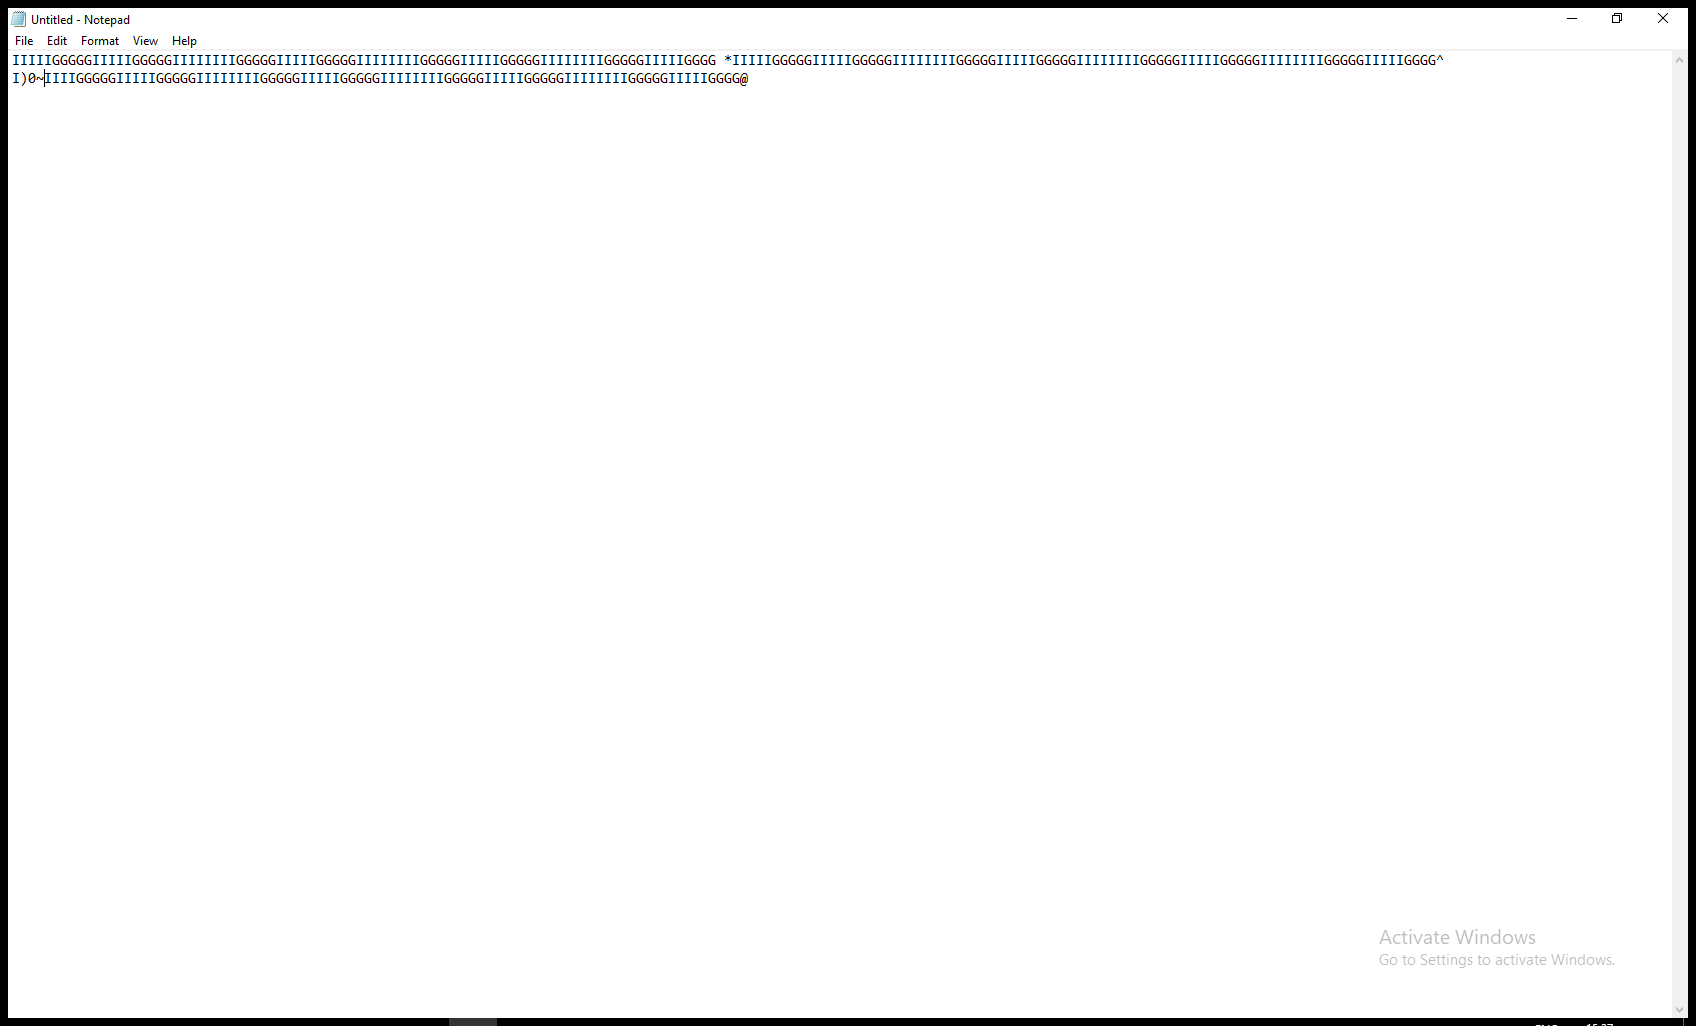 Untitled - Notepad
File Edit Format View Help
IIIIIGGGGGIIIIIGGGGGIIIIIIIIGGGGGIIIIIGGGGGIIIIIIIIGGGGGIIIIIGGGGGIIIIIIIIGGGGGIIIIIGGGG *IIIIIGGGGGIIIIIGGGGGIIIIIIIIGGGGGIIIIIGGGGGIIIIIIIIGGGGGIIIIIGGGGGIIIIIIIIGGGGGIIIIIGGGG^
I)0~IIIIGGGGGIIIIIGGGGGIIIIIIIIGGGGGIIIIIGGGGGIIIIIIIIGGGGGIIIIIGGGGGIIIIIIIIGGGGGIIIIIGGGG@
Activate Windows
Go to Settings to activate Windows.